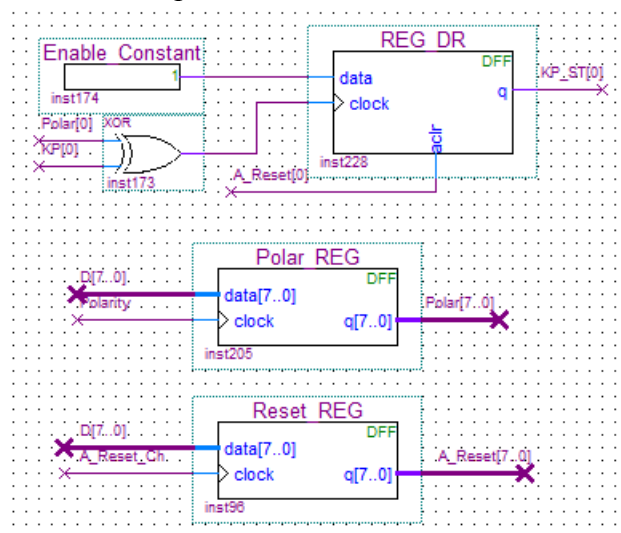 Enable Constant
1
inst174
REG DR
DFF
data
clock
q
aclr
inst228
KP_ST[0]
Polar[0]
XOR
KP[0]
inst173
A_Reset[0]
Polar REG
DFF
D[7..0]
data[7..0]
Polarity
clock
q[7..0]
Polar[7..0]
inst205
Reset REG
DFF
D[7..0]
data[7..0]
A_Reset_Ch.
clock
q[7..0]
A_Reset[7..0]
inst96